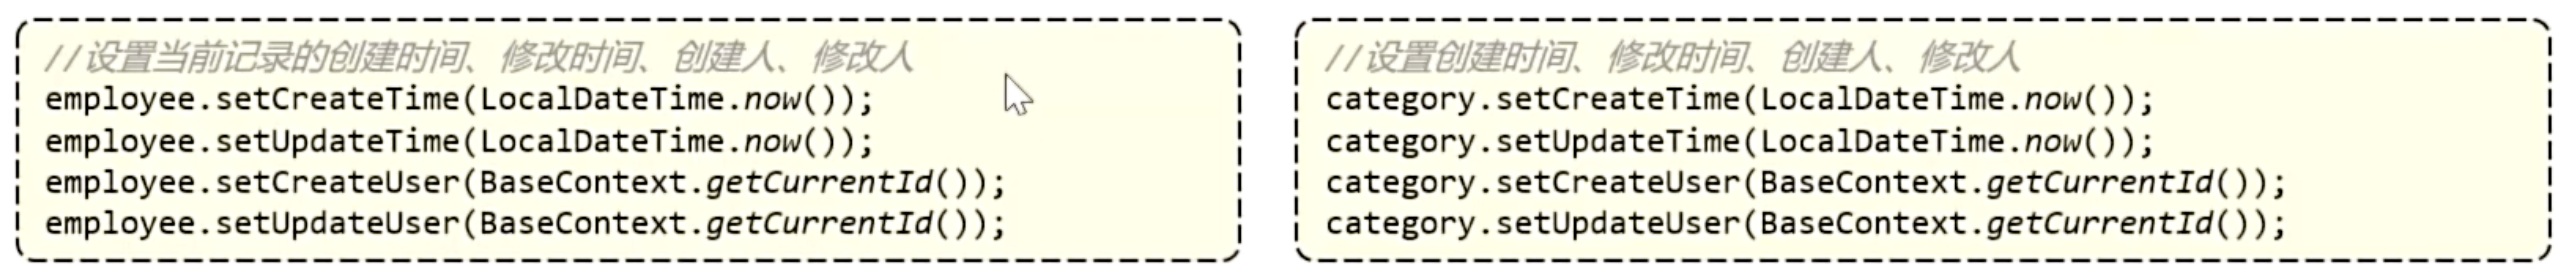 //设置当前记录的创建时间、修改时间、创建人、修改人
employee.setCreateTime(LocalDateTime.now());
employee.setUpdateTime(LocalDateTime.now());
employee.setCreateUser(BaseContext.getCurrentId());
employee.setUpdateUser(BaseContext.getCurrentId());
//设置创建时间、修改时间、创建人、修改人
category.setCreateTime(LocalDateTime.now());
category.setUpdateTime(LocalDateTime.now());
category.setCreateUser(BaseContext.getCurrentId());
category.setUpdateUser(BaseContext.getCurrentId());